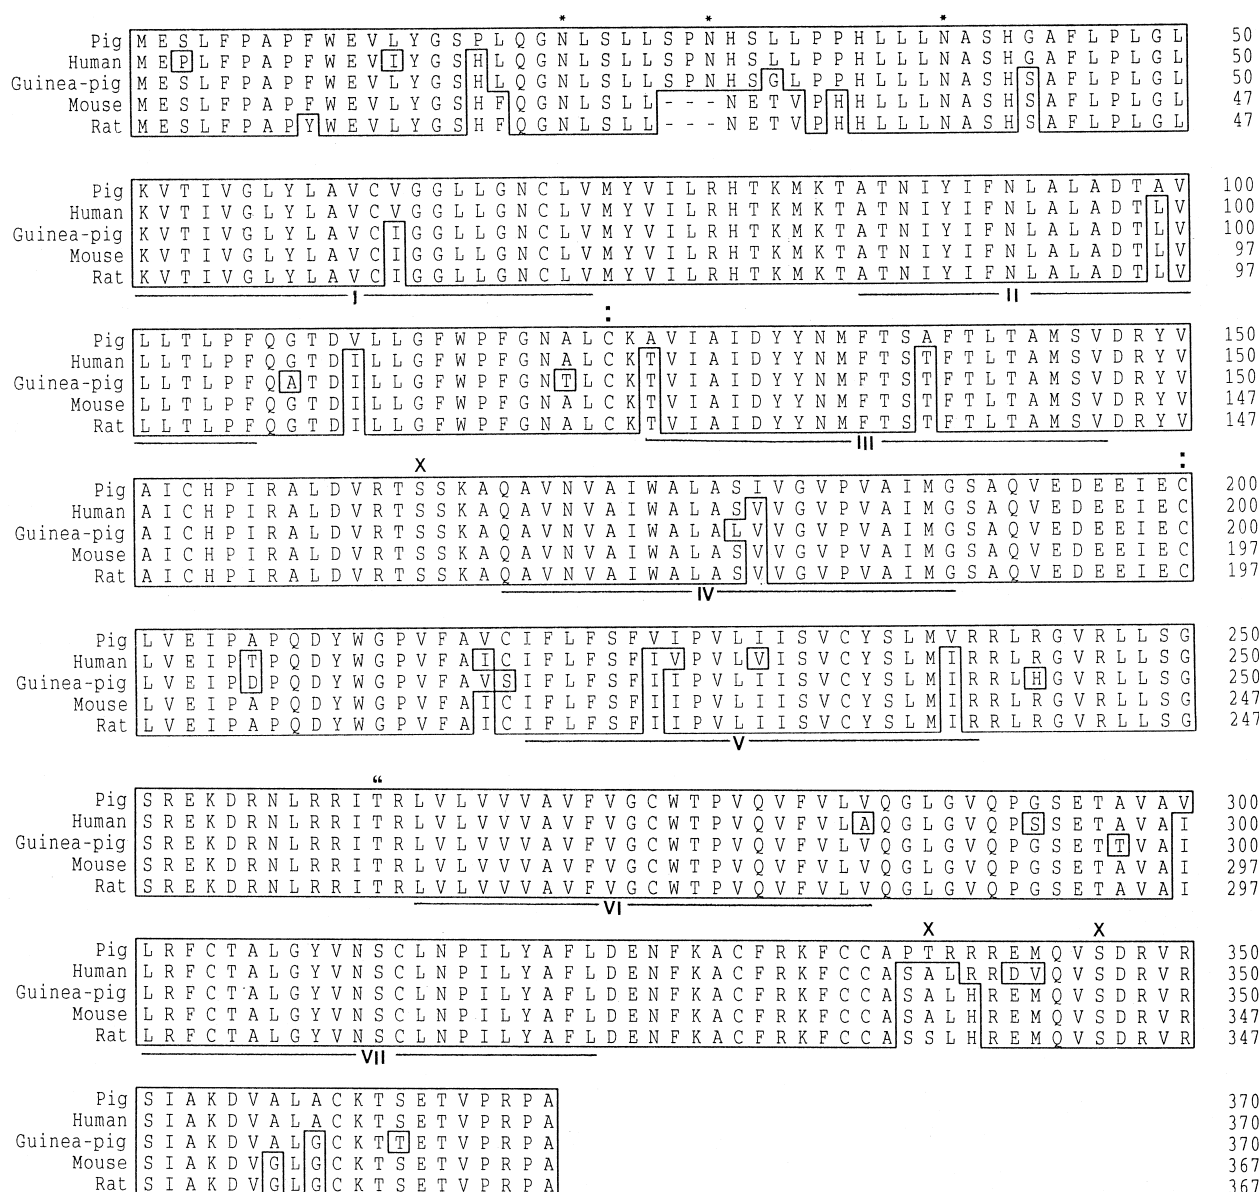 * * *
Pig M E S L F P A P F W E V L Y G S P L Q G N L S L L S P N H S L L P P H L L L N A S H G A F L P L G L 50
Human M E P L F P A P F W E V I Y G S H L Q G N L S L L S P N H S L L P P H L L L N A S H G A F L P L G L 50
Guinea-pig M E S L F P A P F W E V L Y G S H L Q G N L S L L S P N H S G L P P H L L L N A S H S A F L P L G L 50
Mouse M E S L F P A P F W E V L Y G S H F Q G N L S L L - - - N E T V P H H L L L N A S H S A F L P L G L 47
Rat M E S L F P A P Y W E V L Y G S H F Q G N L S L L - - - N E T V P H H L L L N A S H S A F L P L G L 47
Pig K V T I V G L Y L A V C V G G L L G N C L V M Y V I L R H T K M K T A T N I Y I F N L A L A D T A V 100
Human K V T I V G L Y L A V C V G G L L G N C L V M Y V I L R H T K M K T A T N I Y I F N L A L A D T L V 100
Guinea-pig K V T I V G L Y L A V C I G G L L G N C L V M Y V I L R H T K M K T A T N I Y I F N L A L A D T L V 100
Mouse K V T I V G L Y L A V C I G G L L G N C L V M Y V I L R H T K M K T A T N I Y I F N L A L A D T L V 97
Rat K V T I V G L Y L A V C I G G L L G N C L V M Y V I L R H T K M K T A T N I Y I F N L A L A D T L V 97
I II
:
Pig L L T L P F Q G T D V L L G F W P F G N A L C K A V I A I D Y Y N M F T S A F T L T A M S V D R Y V 150
Human L L T L P F Q G T D I L L G F W P F G N A L C K T V I A I D Y Y N M F T S T F T L T A M S V D R Y V 150
Guinea-pig L L T L P F Q A T D I L L G F W P F G N T L C K T V I A I D Y Y N M F T S T F T L T A M S V D R Y V 150
Mouse L L T L P F Q G T D I L L G F W P F G N A L C K T V I A I D Y Y N M F T S T F T L T A M S V D R Y V 147
Rat L L T L P F Q G T D I L L G F W P F G N A L C K T V I A I D Y Y N M F T S T F T L T A M S V D R Y V 147
III
X :
Pig A I C H P I R A L D V R T S S K A Q A V N V A I W A L A S I V G V P V A I M G S A Q V E D E E I E C 200
Human A I C H P I R A L D V R T S S K A Q A V N V A I W A L A S V V G V P V A I M G S A Q V E D E E I E C 200
Guinea-pig A I C H P I R A L D V R T S S K A Q A V N V A I W A L A L V V G V P V A I M G S A Q V E D E E I E C 200
Mouse A I C H P I R A L D V R T S S K A Q A V N V A I W A L A S V V G V P V A I M G S A Q V E D E E I E C 197
Rat A I C H P I R A L D V R T S S K A Q A V N V A I W A L A S V V G V P V A I M G S A Q V E D E E I E C 197
IV
Pig L V E I P A P Q D Y W G P V F A V C I F L F S F V I P V L I I S V C Y S L M V R R L R G V R L L S G 250
Human L V E I P T P Q D Y W G P V F A I C I F L F S F I V P V L V I S V C Y S L M I R R L R G V R L L S G 250
Guinea-pig L V E I P D P Q D Y W G P V F A V S I F L F S F I I P V L I I S V C Y S L M I R R L H G V R L L S G 250
Mouse L V E I P A P Q D Y W G P V F A I C I F L F S F I I P V L I I S V C Y S L M I R R L R G V R L L S G 247
Rat L V E I P A P Q D Y W G P V F A I C I F L F S F I I P V L I I S V C Y S L M I R R L R G V R L L S G 247
V
“
Pig S R E K D R N L R R I T R L V L V V V A V F V G C W T P V Q V F V L V Q G L G V Q P G S E T A V A V 300
Human S R E K D R N L R R I T R L V L V V V A V F V G C W T P V Q V F V L A Q G L G V Q P S S E T A V A I 300
Guinea-pig S R E K D R N L R R I T R L V L V V V A V F V G C W T P V Q V F V L V Q G L G V Q P G S E T T V A I 300
Mouse S R E K D R N L R R I T R L V L V V V A V F V G C W T P V Q V F V L V Q G L G V Q P G S E T A V A I 297
Rat S R E K D R N L R R I T R L V L V V V A V F V G C W T P V Q V F V L V Q G L G V Q P G S E T A V A I 297
VI
X X
Pig L R F C T A L G Y V N S C L N P I L Y A F L D E N F K A C F R K F C C A P T R R R E M Q V S D R V R 350
Human L R F C T A L G Y V N S C L N P I L Y A F L D E N F K A C F R K F C C A S A L R R D V Q V S D R V R 350
Guinea-pig L R F C T A L G Y V N S C L N P I L Y A F L D E N F K A C F R K F C C A S A L H R E M Q V S D R V R 350
Mouse L R F C T A L G Y V N S C L N P I L Y A F L D E N F K A C F R K F C C A S A L H R E M Q V S D R V R 347
Rat L R F C T A L G Y V N S C L N P I L Y A F L D E N F K A C F R K F C C A S S L H R E M Q V S D R V R 347
VII
Pig S I A K D V A L A C K T S E T V P R P A 370
Human S I A K D V A L A C K T S E T V P R P A 370
Guinea-pig S I A K D V A L G C K T T E T V P R P A 370
Mouse S I A K D V G L G C K T S E T V P R P A 367
Rat S I A K D V G L G C K T S E T V P R P A 367